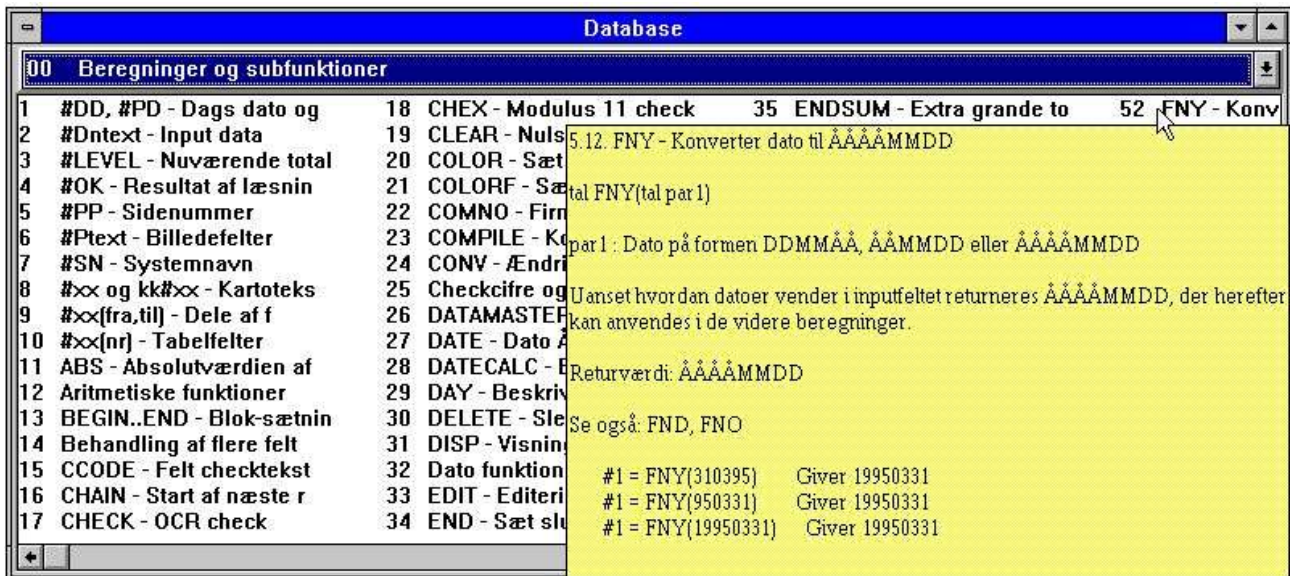 Database
00 Beregninger og subfunktioner
1 #DD, #PD - Dags dato og
2 #Dntext - Input data
3 #LEVEL - Nuværende total
4 #OK - Resultat af læsnin
5 #PP - Sidenummer
6 #Ptext - Billedefelter
7 #SN - Systemnavn
8 #xx og kk#xx - Kartoteks
9 #xx(fra,til) - Dele af f
10 #xx(nr) - Tabelfelter
11 ABS - Absolutværdien af
12 Aritmetiske funktioner
13 BEGIN..END - Blok-sætnin
14 Behandling af flere felt
15 CCODE - Felt checktekst
16 CHAIN - Start af næste r
17 CHECK - OCR check
18 CHEX - Modulus 11 check
19 CLEAR - Nuls
20 COLOR - Sæt
21 COLORF - Sæ
22 COMNO - Firm
23 COMPILE - Ko
24 CONV - Ændri
25 Checkcifre og
26 DATAMASTER
27 DATE - Dato Å
28 DATECALC - B
29 DAY - Beskriv
30 DELETE - Sle
31 DISP - Visning
32 Dato funktion
33 EDIT - Editeri
34 END - Sæt slu
35 ENDSUM - Extra grande to
52 FNY - Konv
5.12. FNY - Konverter dato til ÅÅÅÅMMDD
tal FNY(tal par1)
par1 : Dato på formen DDMMÅÅ, ÅÅMMDD eller ÅÅÅÅMMDD
Uanset hvordan datoer vender i inputfeltet returneres ÅÅÅÅMMDD, der herefter
kan anvendes i de videre beregninger.
Returværdi: ÅÅÅÅMMDD
Se også: FND, FNO
#1 = FNY(310395) Giver 19950331
#1 = FNY(950331) Giver 19950331
#1 = FNY(19950331) Giver 19950331